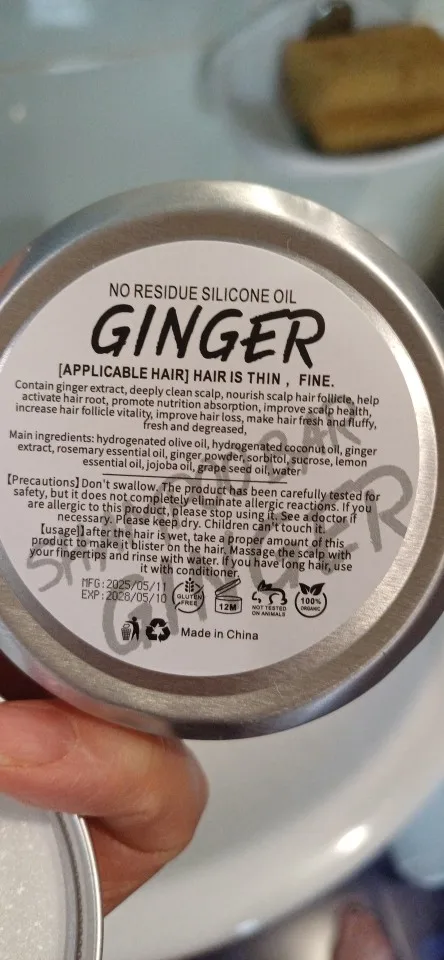 NO RESIDUE SILICONE OIL
GINGER
[APPLICABLE HAIR] HAIR IS THIN , FINE.
Contain ginger extract, deeply clean scalp, nourish scalp hair follicle, help
activate hair root, promote nutrition absorption, improve scalp health,
increase hair follicle vitality, improve hair loss, make hair fresh and fluffy,
fresh and degreased,
Main ingredients: hydrogenated olive oil, hydrogenated coconut oil, ginger
extract, rosemary essential oil, ginger powder, sorbitol, sucrose, lemon
essential oil, jojoba oil, grape seed oil, water
【Precautions】Don't swallow. The product has been carefully tested for
safety, but it does not completely eliminate allergic reactions. If you
are allergic to this product, please stop using it. See a doctor if
necessary. Please keep dry. Children can't touch it.
【usage】after the hair is wet, take a proper amount of this
product to make it blister on the hair. Massage the scalp with
your fingertips and rinse with water. If you have long hair, use
it with conditioner.
MFG:2025/05/11
EXP:2028/05/10
GLUTEN
FREE
12M
NOT TESTED
ON ANIMALS
100%
ORGANIC
Made in China
SHAMPOO BAR
GINGER